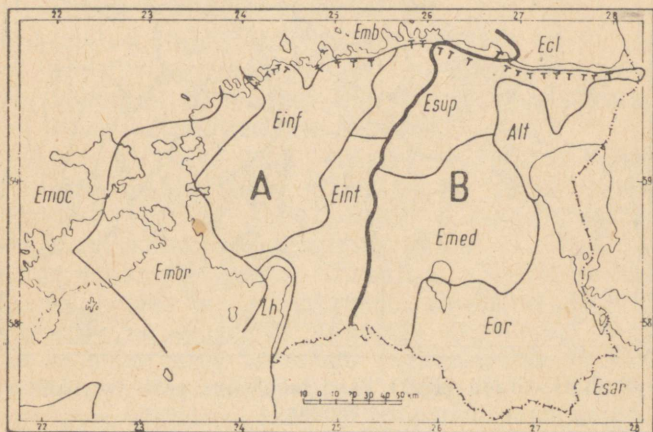 22 23 24 25 26 27 28
Emb
Ecl
Einf
Esup
Alt
59
59
Emoc
A
Eint
B
Embr
Emed
Lh
Eor
58
58
Esar
10 0 10 20 30 40 50 км
22 23 24 25 26 27 28